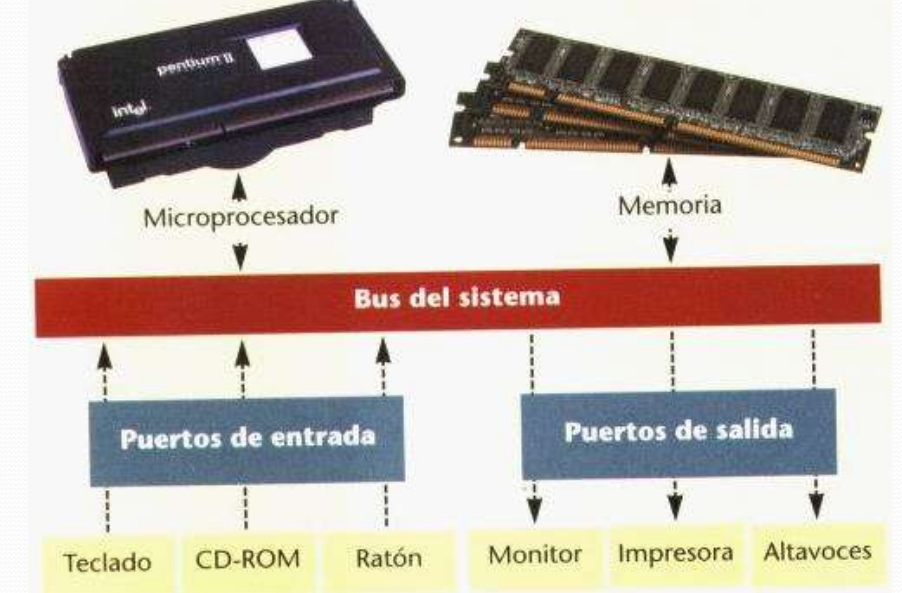 pentium II
intel
Microprocesador
Memoria
Bus del sistema
Puertos de entrada
Puertos de salida
Teclado
CD-ROM
Ratón
Monitor
Impresora
Altavoces